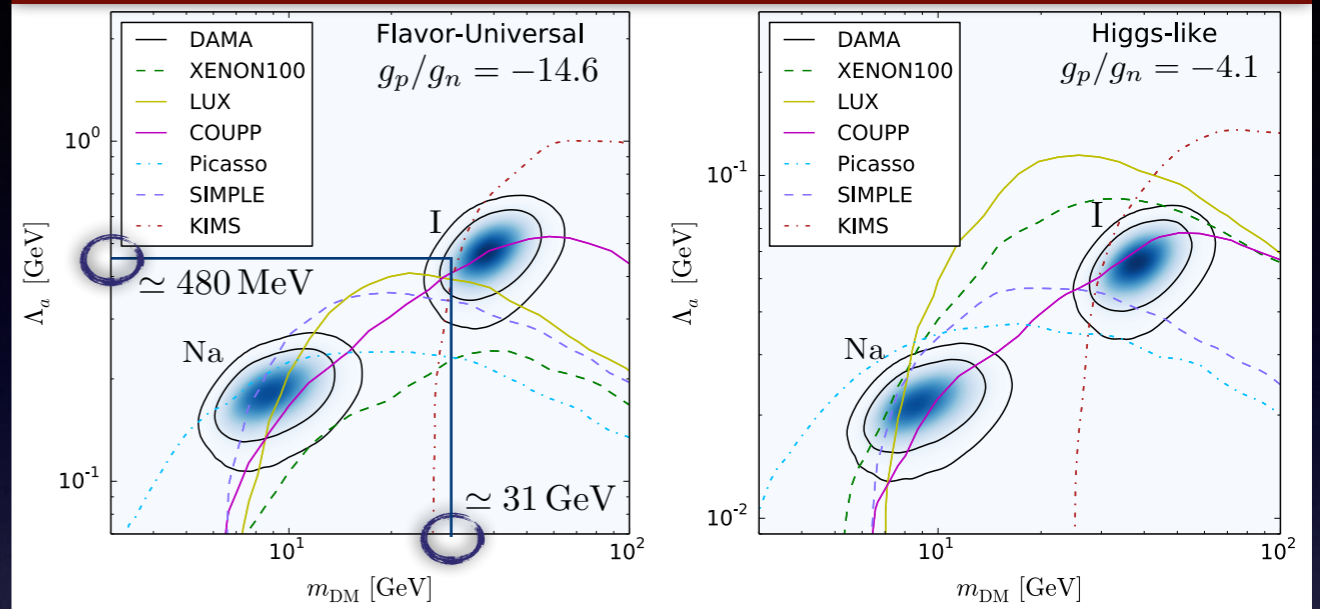 Flavor-Universal
g_p/g_n = −14.6
DAMA
XENON100
LUX
COUPP
Picasso
SIMPLE
KIMS
10^0
10^{-1}
Λ_a [GeV]
≃ 480 MeV
I
Na
≃ 31 GeV
10^1
10^2
m_DM [GeV]
Higgs-like
g_p/g_n = −4.1
DAMA
XENON100
LUX
COUPP
Picasso
SIMPLE
KIMS
10^{-1}
10^{-2}
Λ_a [GeV]
I
Na
10^1
10^2
m_DM [GeV]